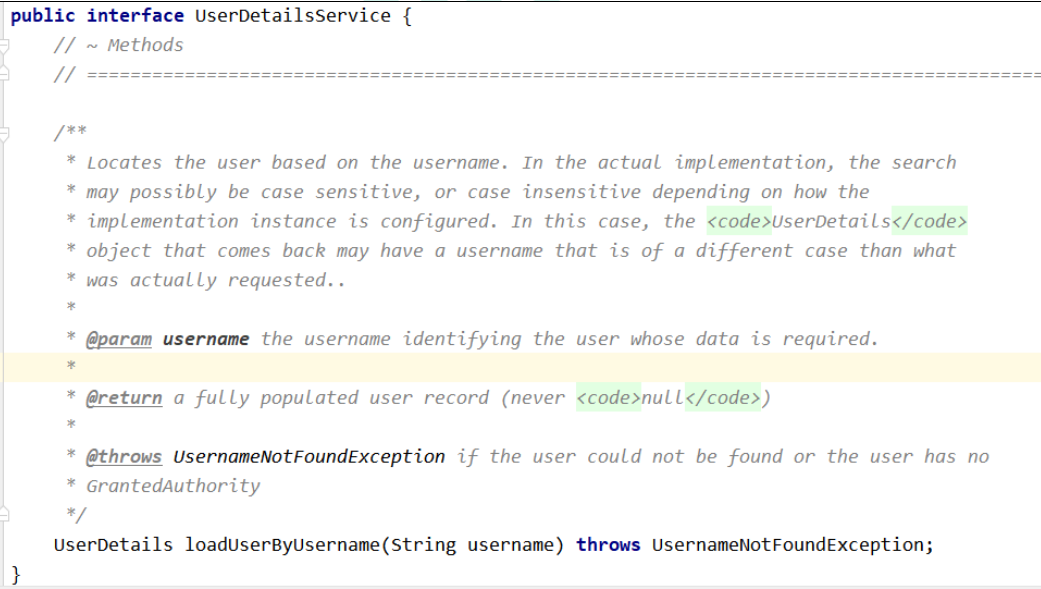 public interface UserDetailsService {
// ~ Methods
// ========================================================================================
/**
* Locates the user based on the username. In the actual implementation, the search
* may possibly be case sensitive, or case insensitive depending on how the
* implementation instance is configured. In this case, the <code>UserDetails</code>
* object that comes back may have a username that is of a different case than what
* was actually requested..
*
* @param username the username identifying the user whose data is required.
*
* @return a fully populated user record (never <code>null</code>)
*
* @throws UsernameNotFoundException if the user could not be found or the user has no
* GrantedAuthority
*/
UserDetails loadUserByUsername(String username) throws UsernameNotFoundException;
}